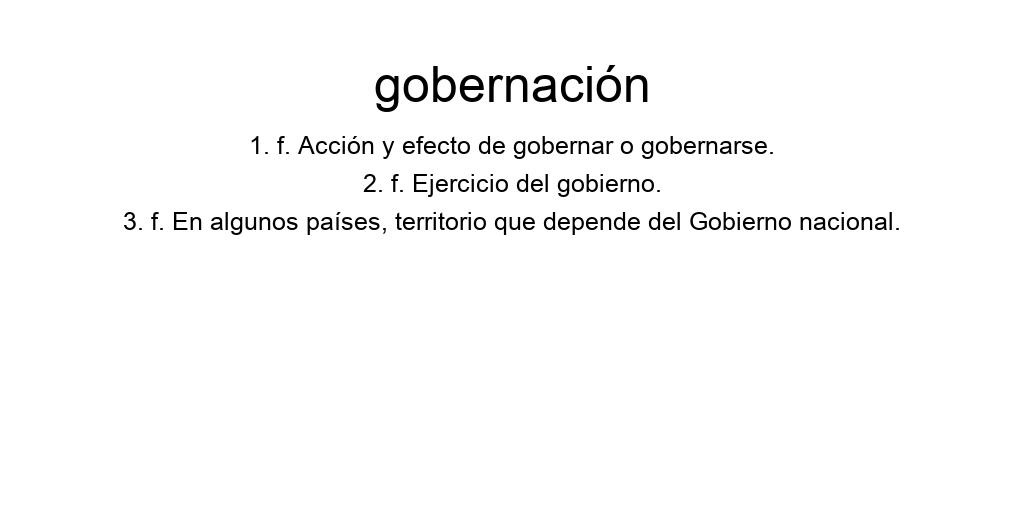 gobernación
1. f. Acción y efecto de gobernar o gobernarse.
2. f. Ejercicio del gobierno.
3. f. En algunos países, territorio que depende del Gobierno nacional.